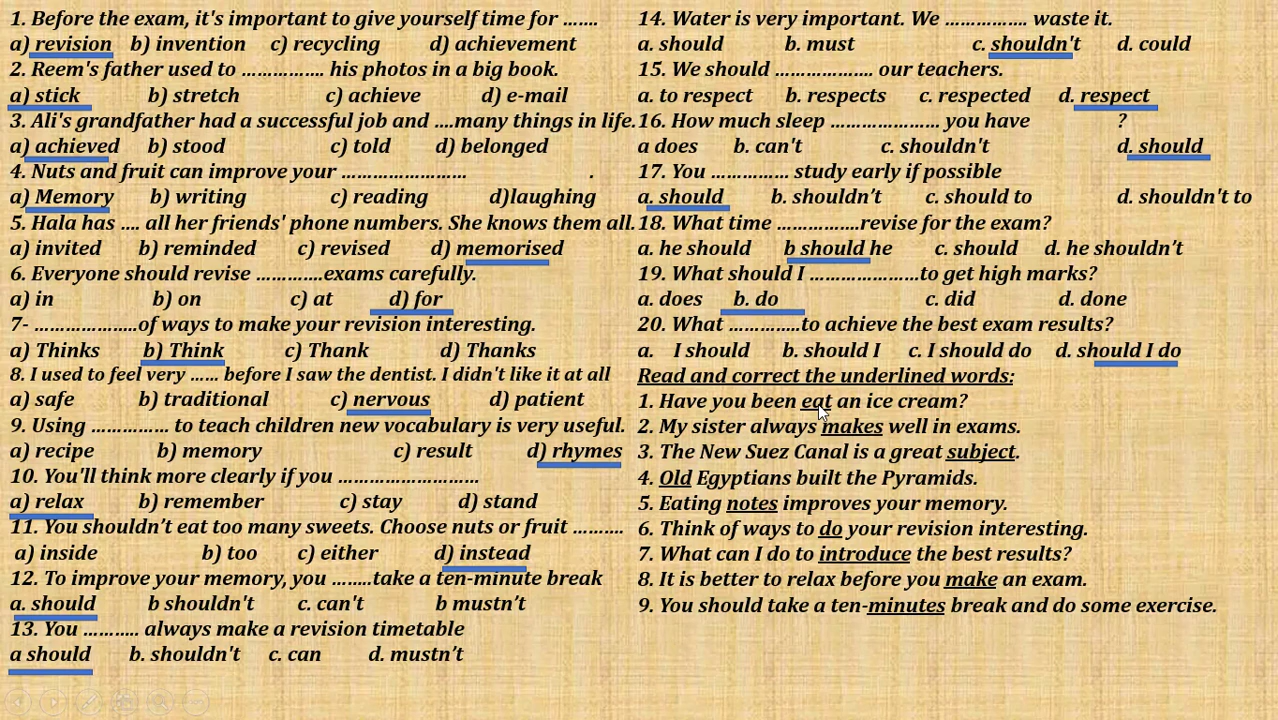 1. Before the exam, it's important to give yourself time for .......
a) revision b) invention c) recycling d) achievement
2. Reem's father used to ................ his photos in a big book.
a) stick b) stretch c) achieve d) e-mail
3. Ali's grandfather had a successful job and ....many things in life.
a) achieved b) stood c) told d) belonged
4. Nuts and fruit can improve your ......................... .
a) Memory b) writing c) reading d)laughing
5. Hala has .... all her friends' phone numbers. She knows them all.
a) invited b) reminded c) revised d) memorised
6. Everyone should revise .............exams carefully.
a) in b) on c) at d) for
7- .....................of ways to make your revision interesting.
a) Thinks b) Think c) Thank d) Thanks
8. I used to feel very ...... before I saw the dentist. I didn't like it at all
a) safe b) traditional c) nervous d) patient
9. Using ................ to teach children new vocabulary is very useful.
a) recipe b) memory c) result d) rhymes
10. You'll think more clearly if you ............................
a) relax b) remember c) stay d) stand
11. You shouldn’t eat too many sweets. Choose nuts or fruit ..........
a) inside b) too c) either d) instead
12. To improve your memory, you ........take a ten-minute break
a. should b shouldn't c. can't b mustn’t
13. You ........... always make a revision timetable
a should b. shouldn't c. can d. mustn’t
14. Water is very important. We ................ waste it.
a. should b. must c. shouldn't d. could
15. We should ................... our teachers.
a. to respect b. respects c. respected d. respect
16. How much sleep ...................... you have ?
a does b. can't c. shouldn't d. should
17. You ............... study early if possible
a. should b. shouldn’t c. should to d. shouldn't to
18. What time ................revise for the exam?
a. he should b should he c. should d. he shouldn’t
19. What should I ......................to get high marks?
a. does b. do c. did d. done
20. What ..............to achieve the best exam results?
a. I should b. should I c. I should do d. should I do
Read and correct the underlined words:
1. Have you been eat an ice cream?
2. My sister always makes well in exams.
3. The New Suez Canal is a great subject.
4. Old Egyptians built the Pyramids.
5. Eating notes improves your memory.
6. Think of ways to do your revision interesting.
7. What can I do to introduce the best results?
8. It is better to relax before you make an exam.
9. You should take a ten-minutes break and do some exercise.